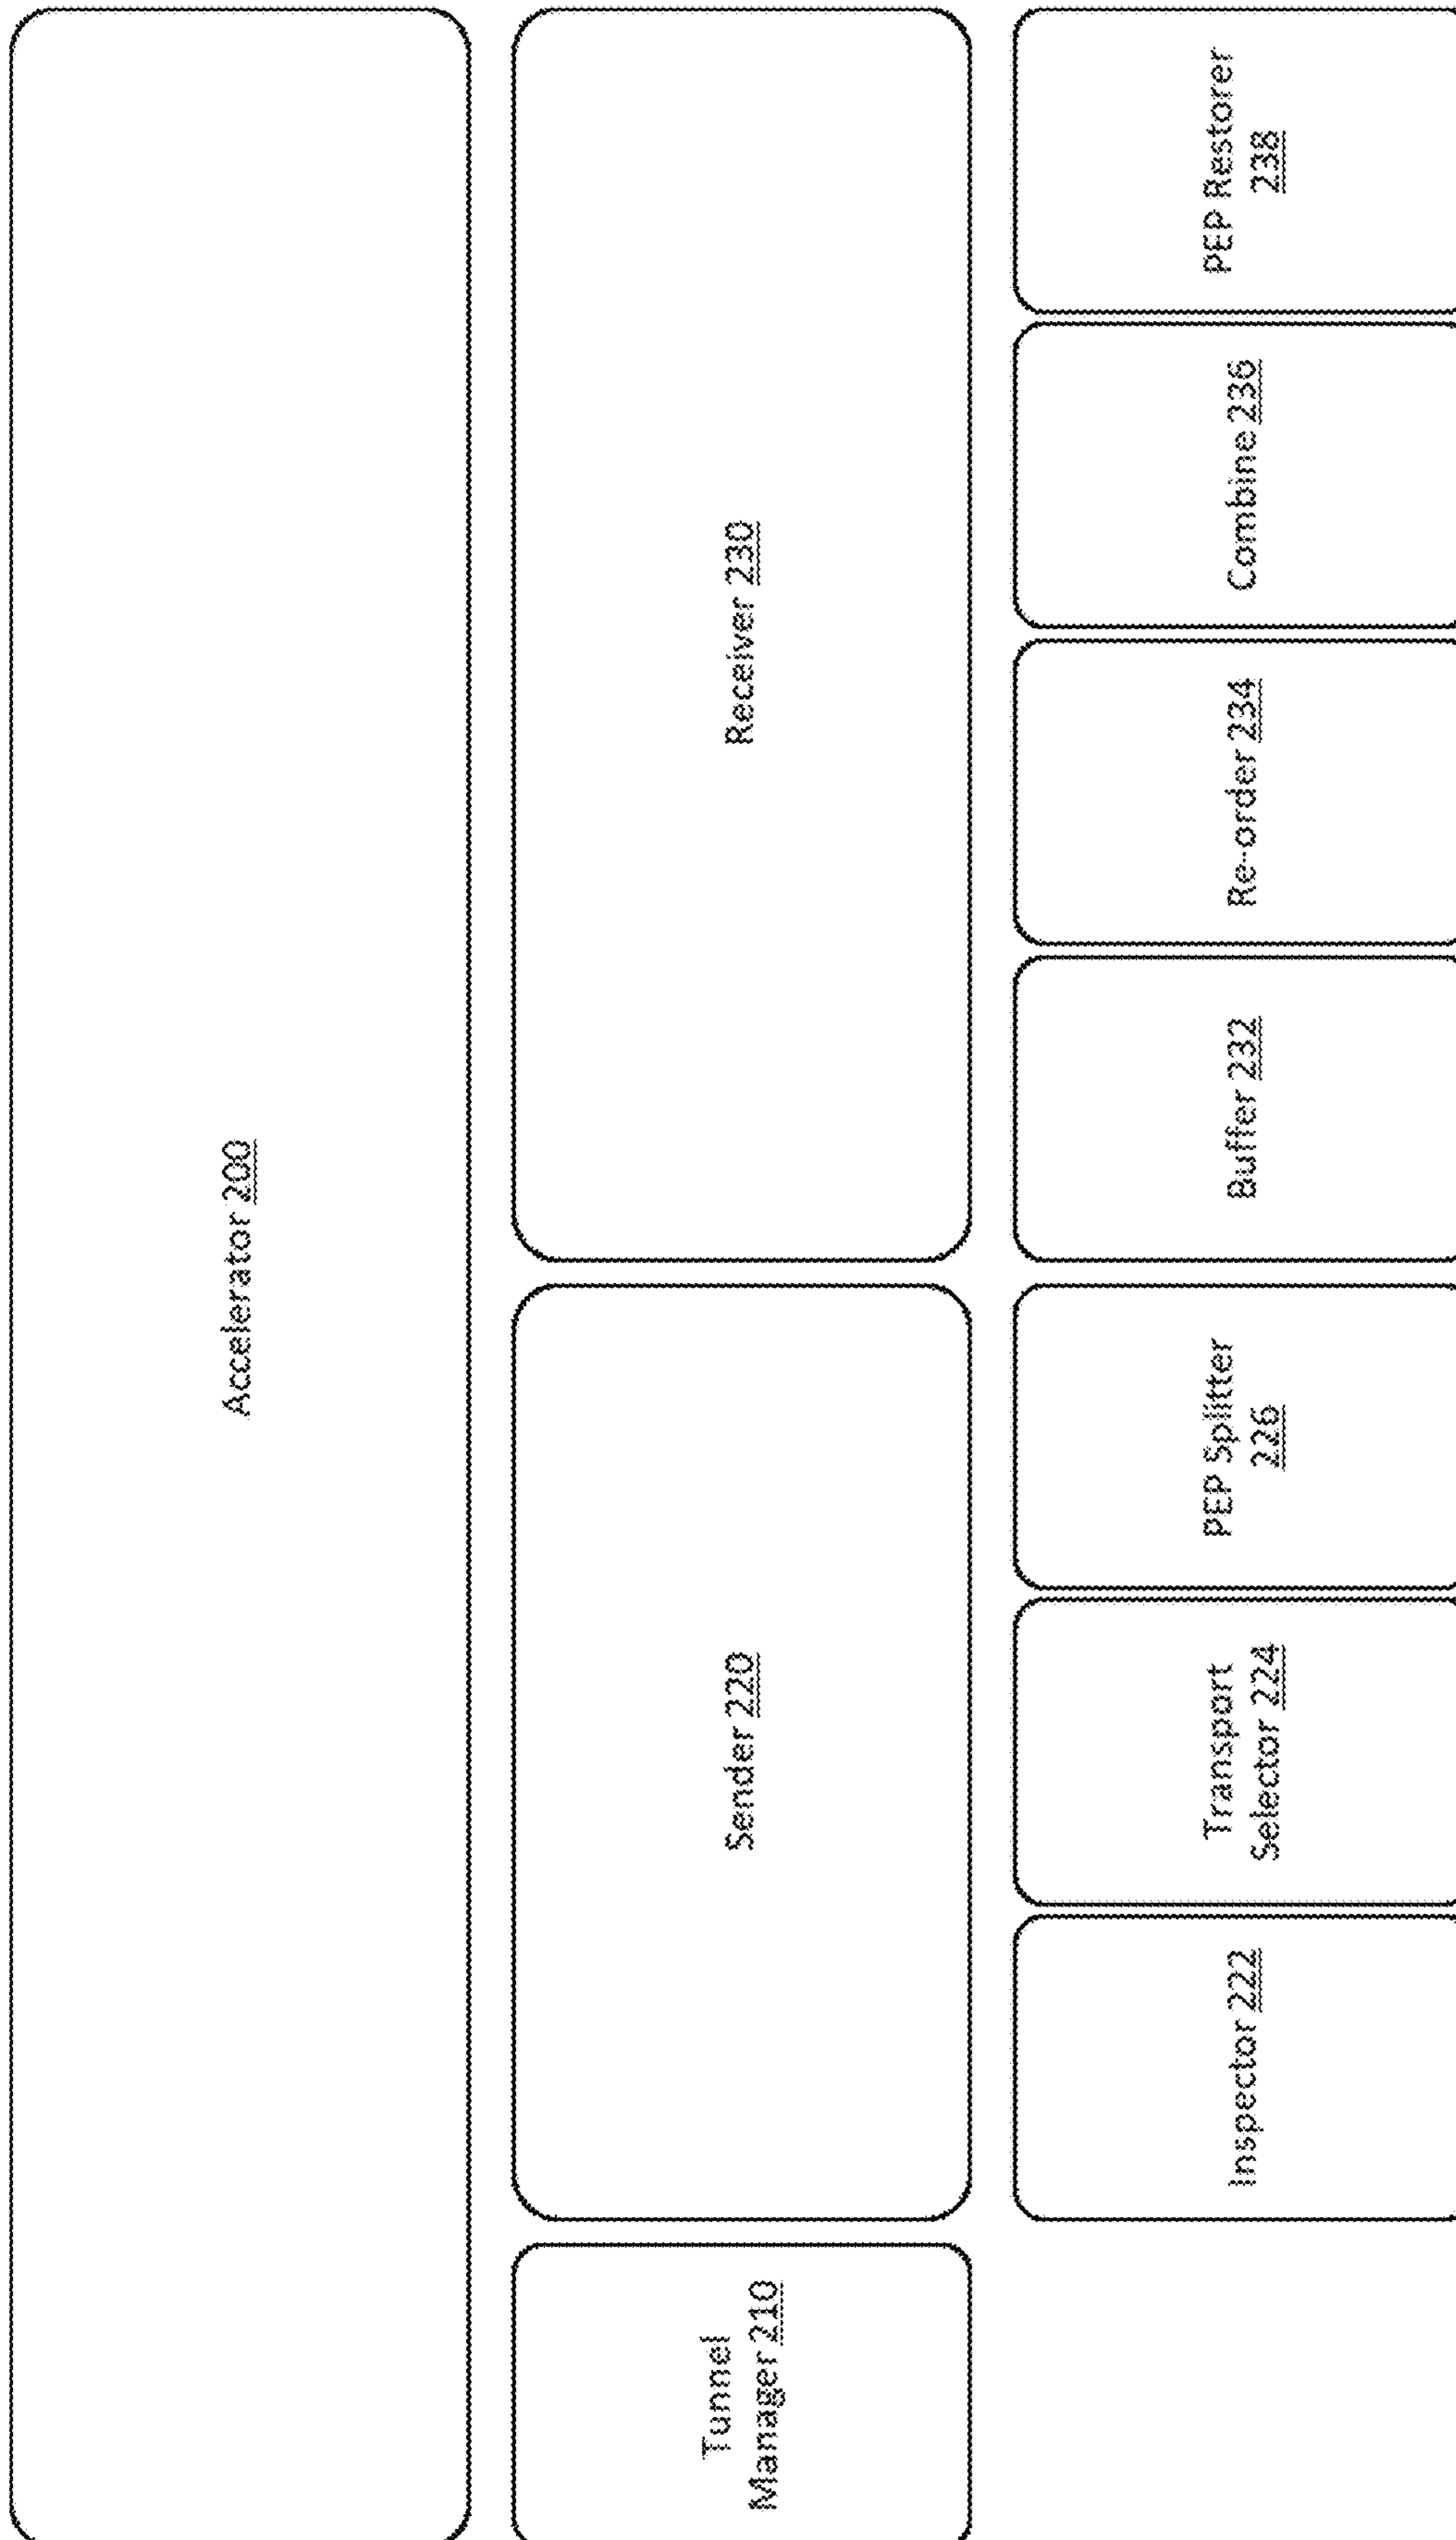 Accelerator 200
Tunnel
Manager 210
Sender 220
Receiver 230
Inspector 222
Transport
Selector 224
PEP Splitter
226
Buffer 232
Re-order 234
Combine 236
PEP Restorer
238